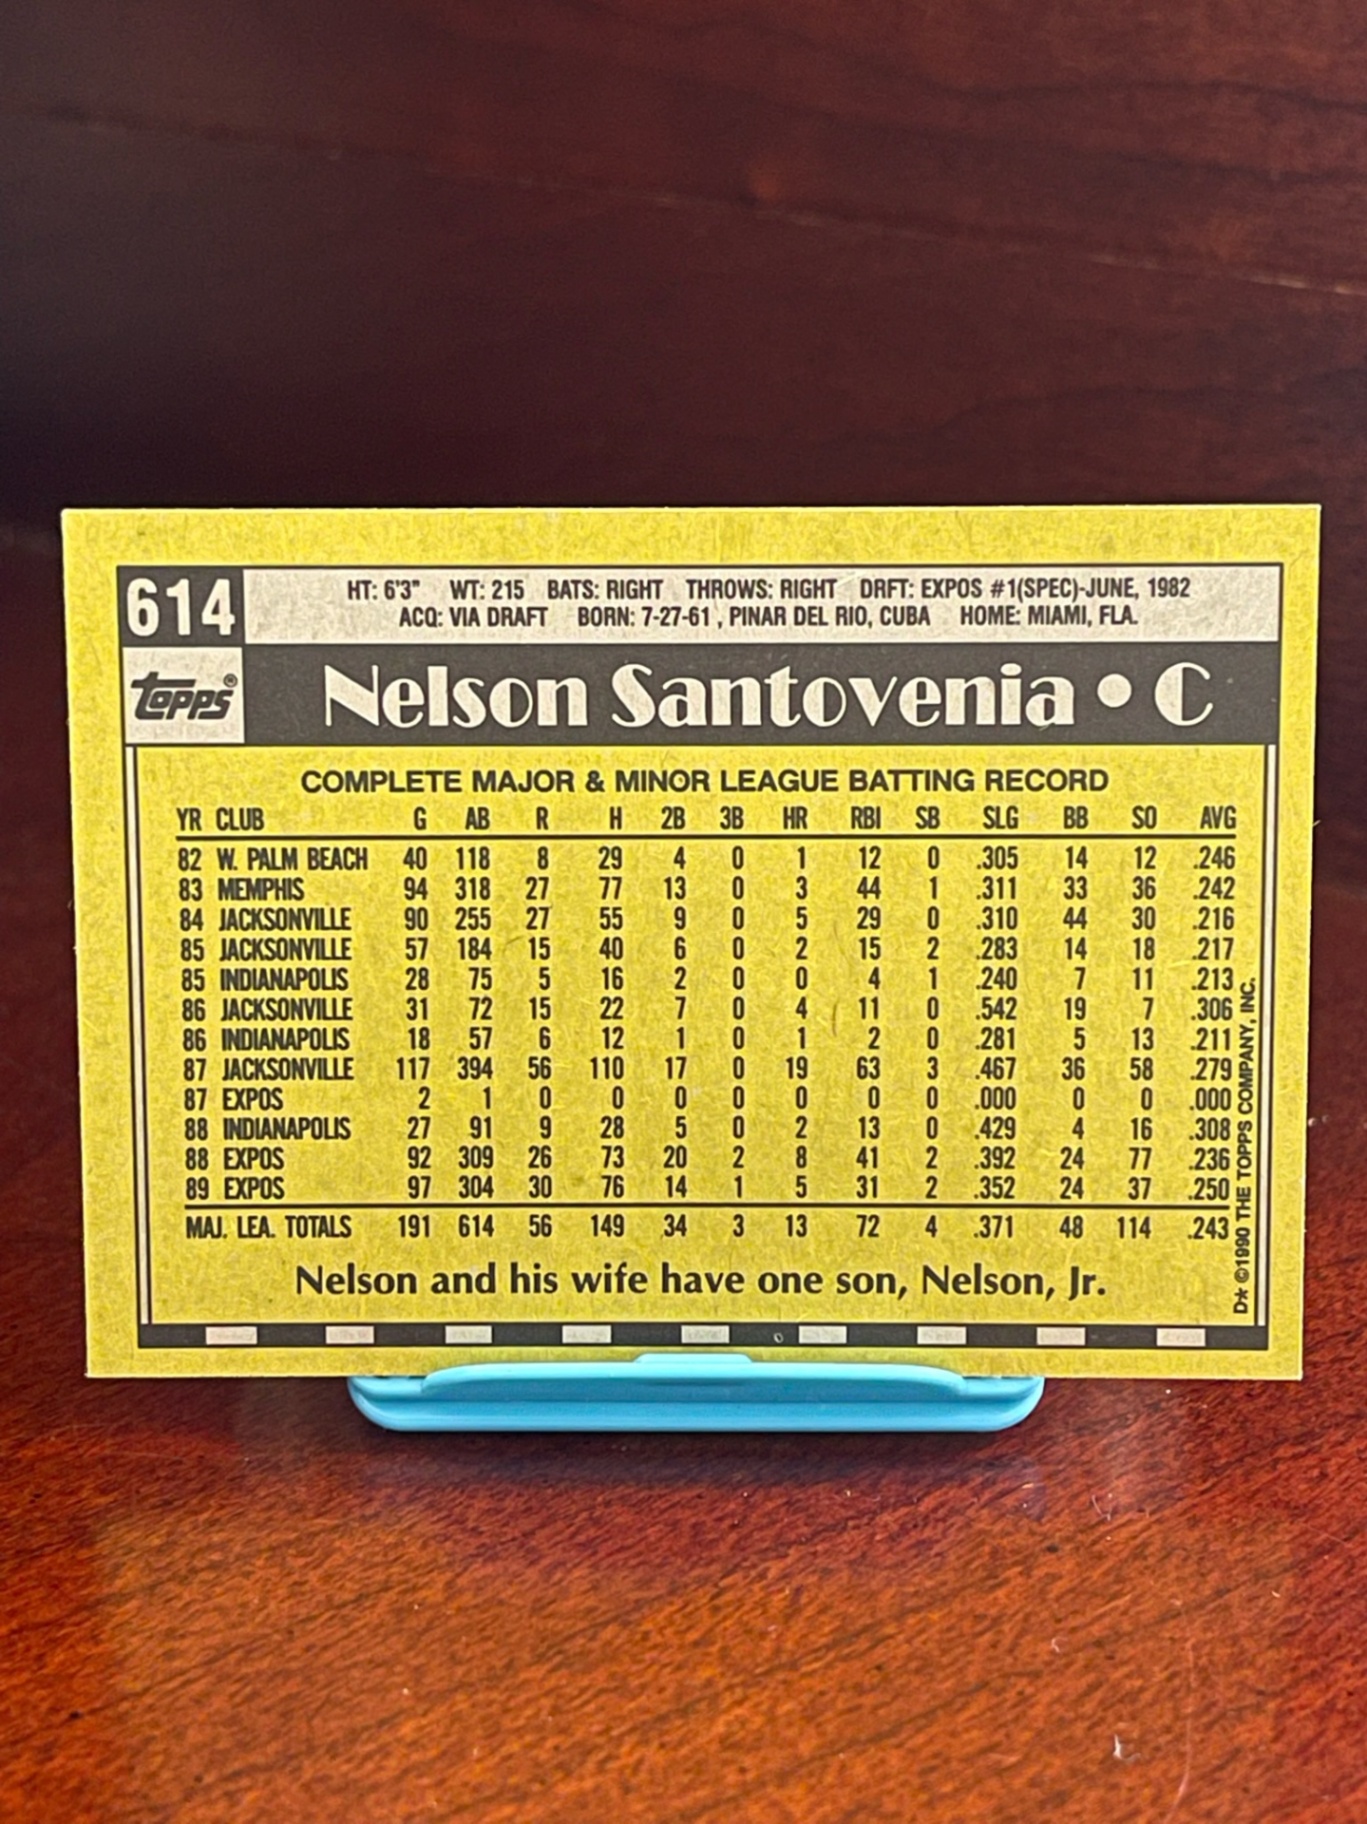 614
HT: 6'3" WT: 215 BATS: RIGHT THROWS: RIGHT DRFT: EXPOS #1(SPEC)-JUNE, 1982
ACQ: VIA DRAFT BORN: 7-27-61, PINAR DEL RIO, CUBA HOME: MIAMI, FLA.
Topps®
Nelson Santovenia • C
COMPLETE MAJOR & MINOR LEAGUE BATTING RECORD
YR CLUB G AB R H 2B 3B HR RBI SB SLG BB SO AVG
82 W. PALM BEACH 40 118 8 29 4 0 1 12 0 .305 14 12 .246
83 MEMPHIS 94 318 27 77 13 0 3 44 1 .311 33 36 .242
84 JACKSONVILLE 90 255 27 55 9 0 5 29 0 .310 44 30 .216
85 JACKSONVILLE 57 184 15 40 6 0 2 15 2 .283 14 18 .217
85 INDIANAPOLIS 28 75 5 16 2 0 0 4 1 .240 7 11 .213
86 JACKSONVILLE 31 72 15 22 7 0 4 11 0 .542 19 7 .306
86 INDIANAPOLIS 18 57 6 12 1 0 1 2 0 .281 5 13 .211
87 JACKSONVILLE 117 394 56 110 17 0 19 63 3 .467 36 58 .279
87 EXPOS 2 1 0 0 0 0 0 0 0 .000 0 0 .000
88 INDIANAPOLIS 27 91 9 28 5 0 2 13 0 .429 4 16 .308
88 EXPOS 92 309 26 73 20 2 8 41 2 .392 24 77 .236
89 EXPOS 97 304 30 76 14 1 5 31 2 .352 24 37 .250
MAJ. LEA. TOTALS 191 614 56 149 34 3 13 72 4 .371 48 114 .243
Nelson and his wife have one son, Nelson, Jr.
D* ©1990 THE TOPPS COMPANY, INC.